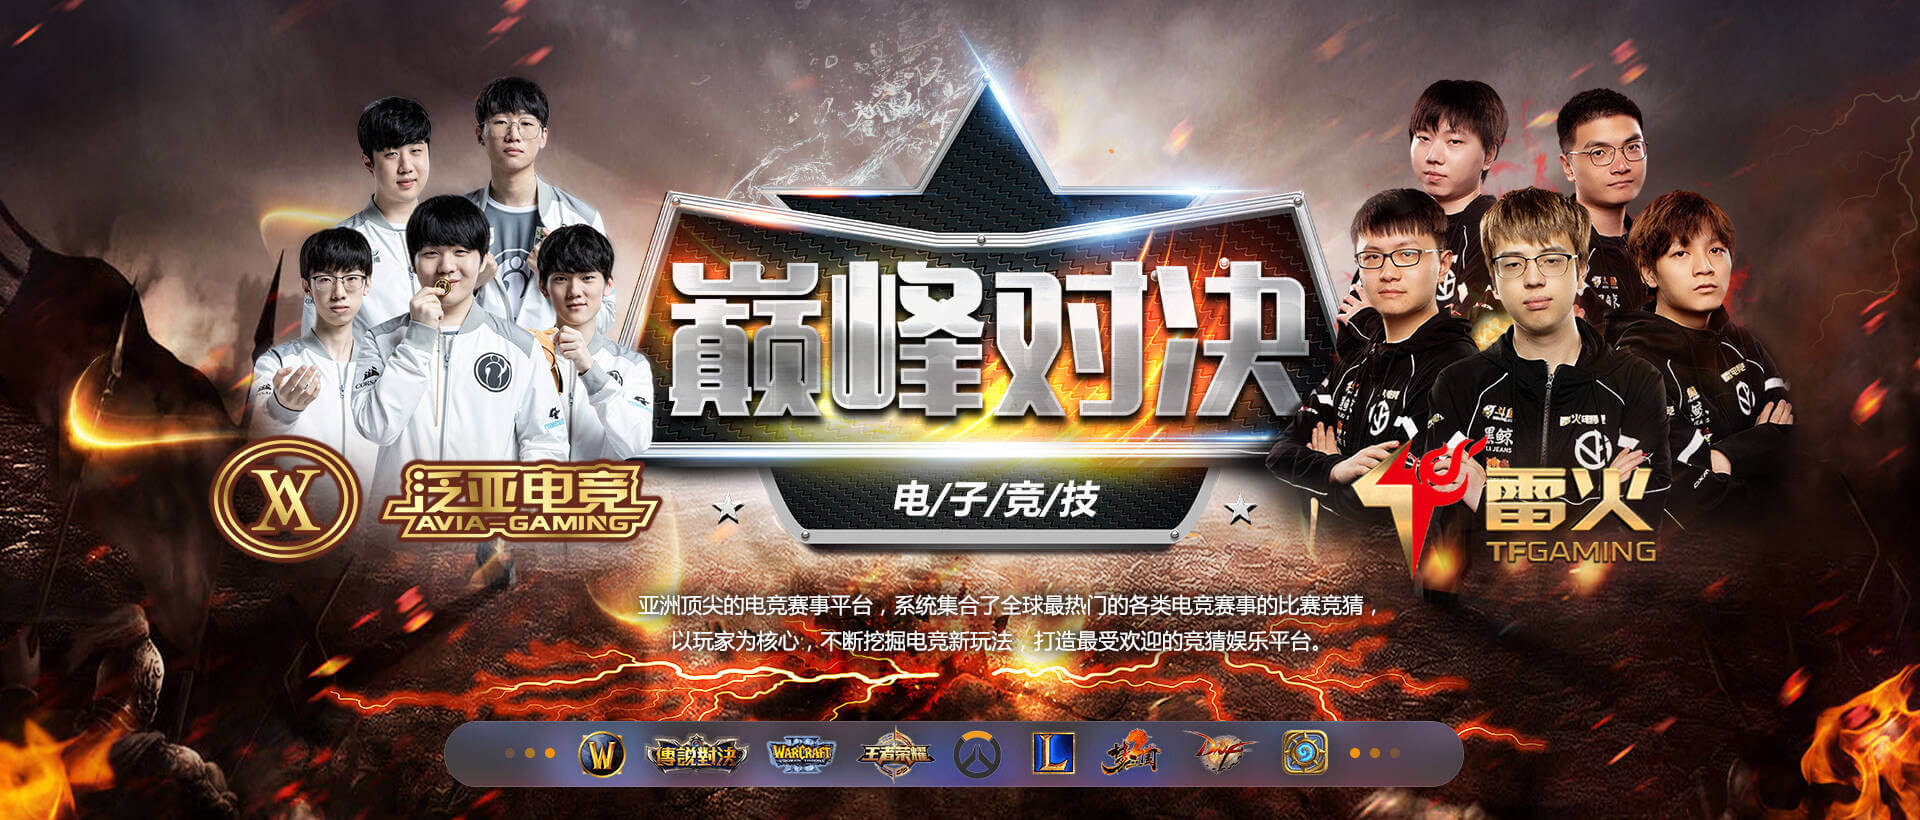 巅峰对决
电/子/竞/技
泛亚电竞
AVIA-GAMING
雷火
TFGAMING
亚洲顶尖的电竞赛事平台，系统集合了全球最热门的各类电竞赛事的比赛竞猜，
以玩家为核心，不断挖掘电竞新玩法，打造最受欢迎的竞猜娱乐平台。
W
傳說對決
WARCRAFT
王者荣耀
L
DNF